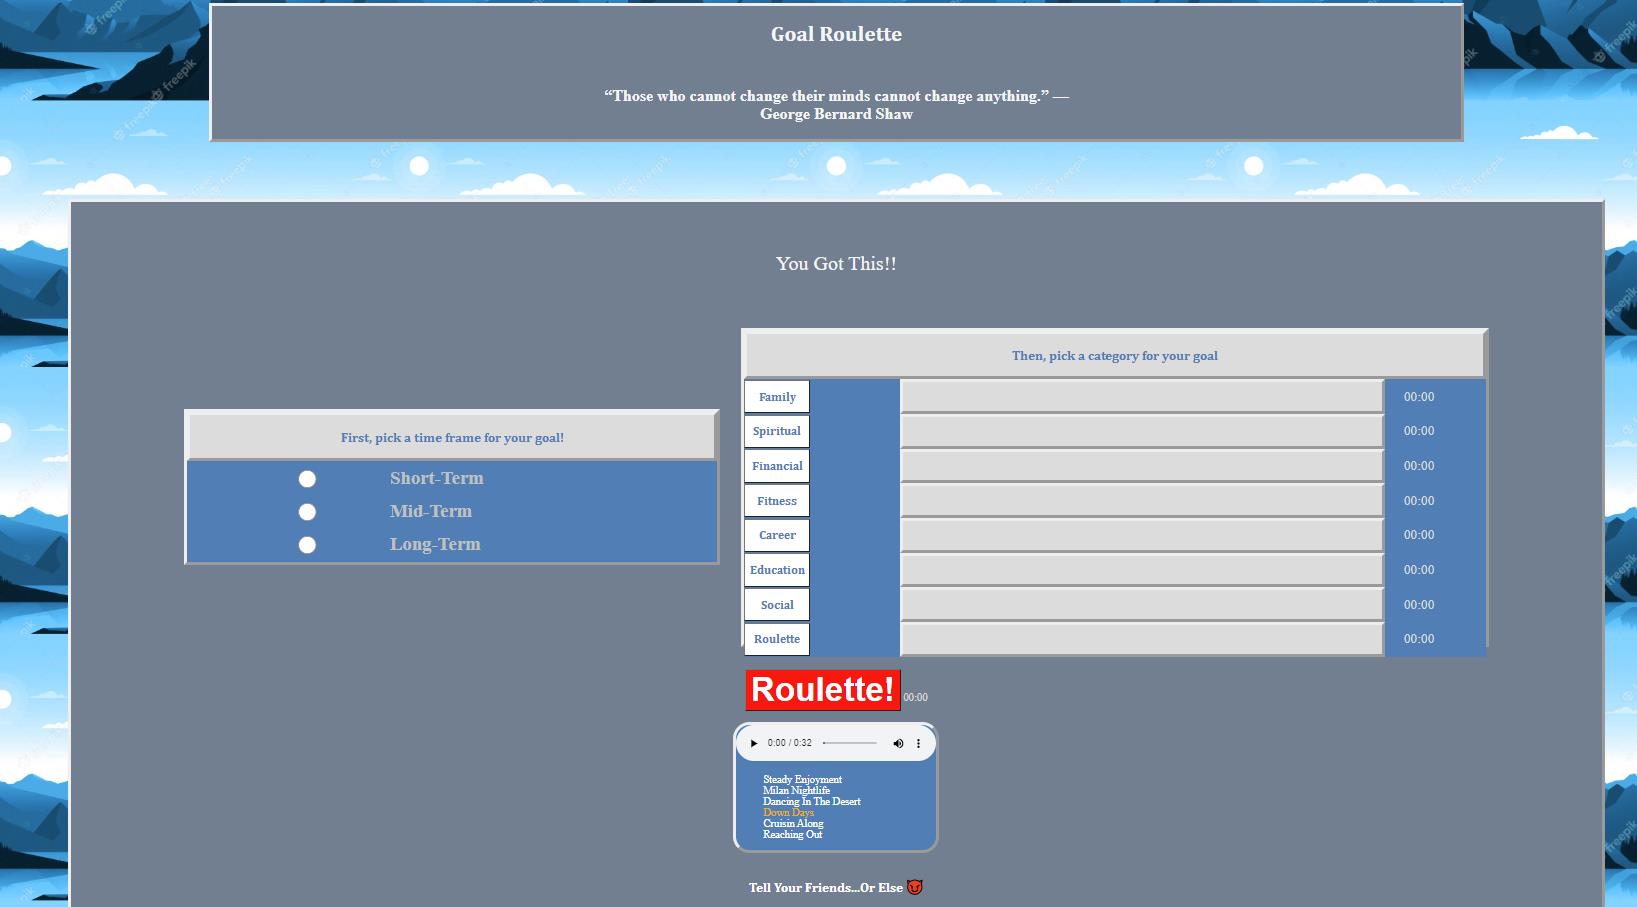 Goal Roulette
“Those who cannot change their minds cannot change anything.” —
George Bernard Shaw
You Got This!!
First, pick a time frame for your goal!
Short-Term
Mid-Term
Long-Term
Then, pick a category for your goal
Family 00:00
Spiritual 00:00
Financial 00:00
Fitness 00:00
Career 00:00
Education 00:00
Social 00:00
Roulette 00:00
Roulette! 00:00
0:00 / 0:32
Steady Enjoyment
Milan Nightlife
Dancing In The Desert
Down Days
Cruisin Along
Reaching Out
Tell Your Friends...Or Else 😈
freepik
freepik
freepik
freepik